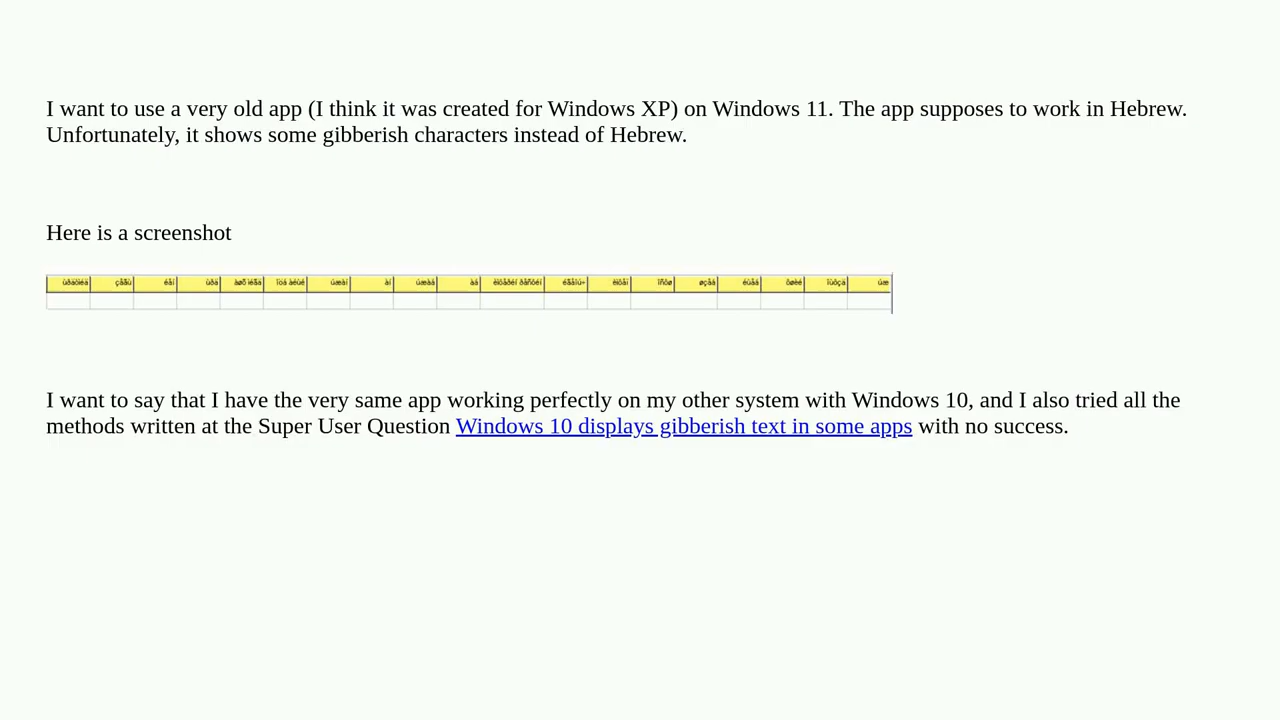 I want to use a very old app (I think it was created for Windows XP) on Windows 11. The app supposes to work in Hebrew.
Unfortunately, it shows some gibberish characters instead of Hebrew.
Here is a screenshot
I want to say that I have the very same app working perfectly on my other system with Windows 10, and I also tried all the
methods written at the Super User Question Windows 10 displays gibberish text in some apps with no success.